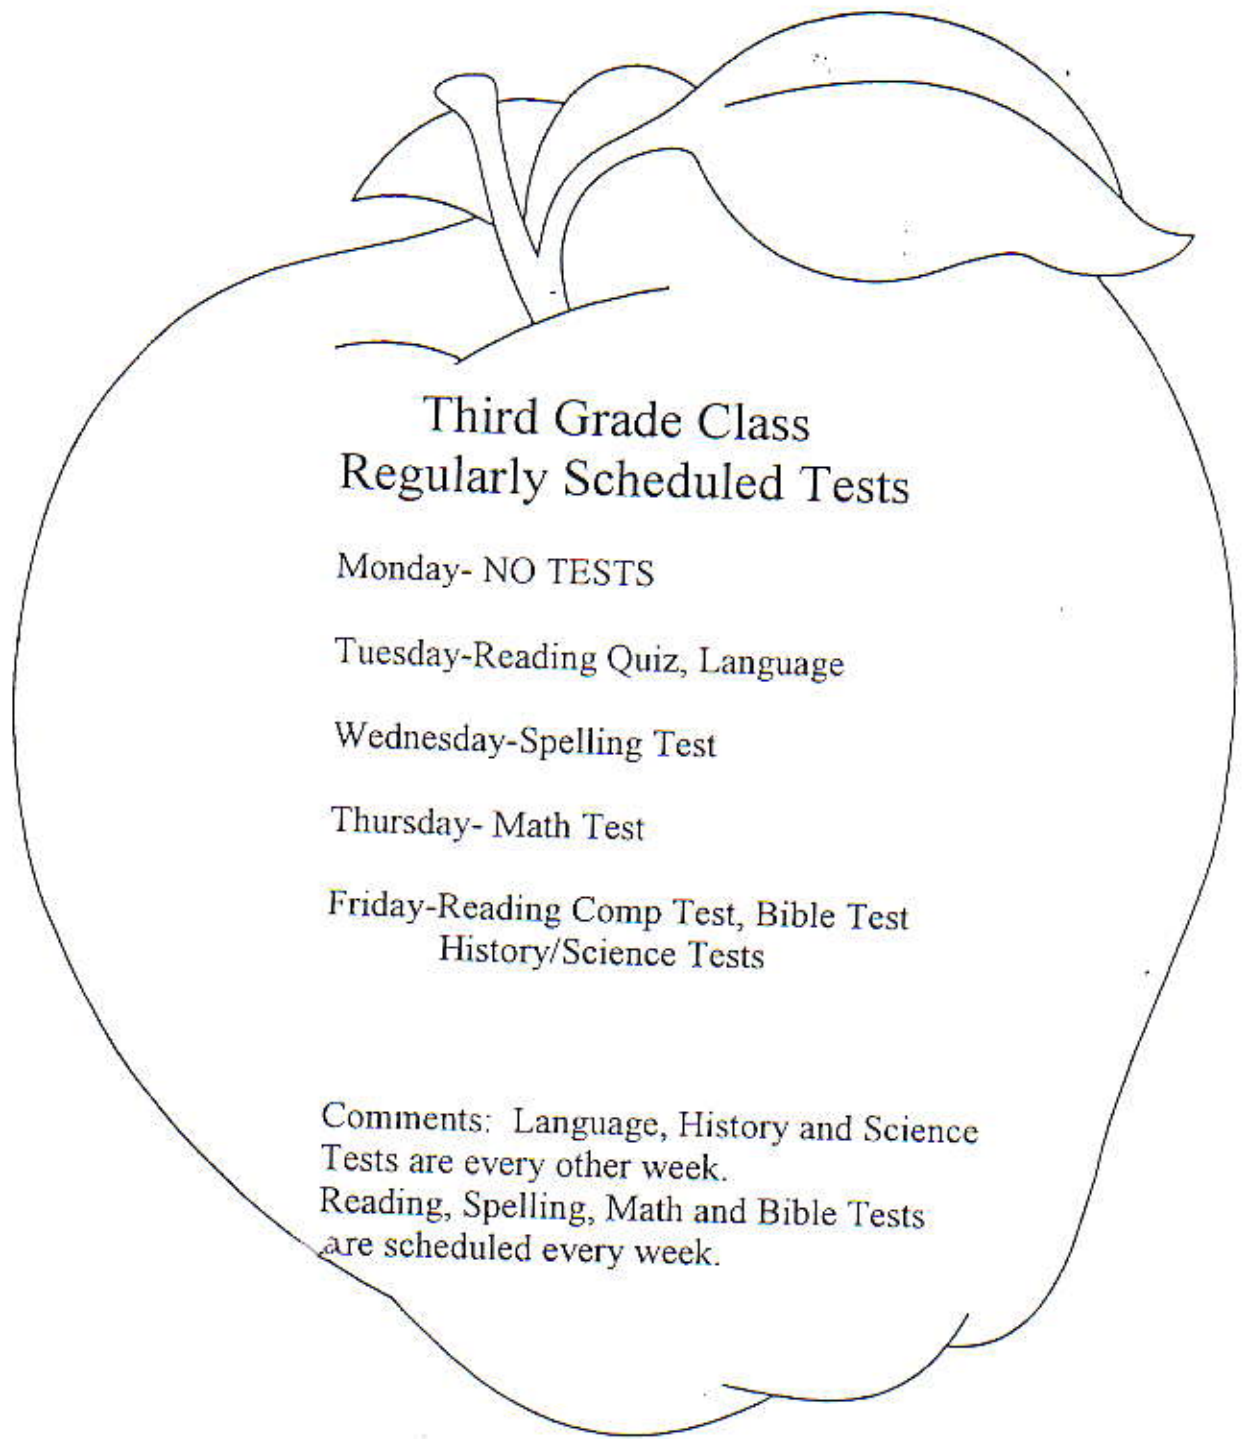 Third Grade Class
Regularly Scheduled Tests
Monday- NO TESTS
Tuesday-Reading Quiz, Language
Wednesday-Spelling Test
Thursday- Math Test
Friday-Reading Comp Test, Bible Test
History/Science Tests
Comments:  Language, History and Science
Tests are every other week.
Reading, Spelling, Math and Bible Tests
are scheduled every week.